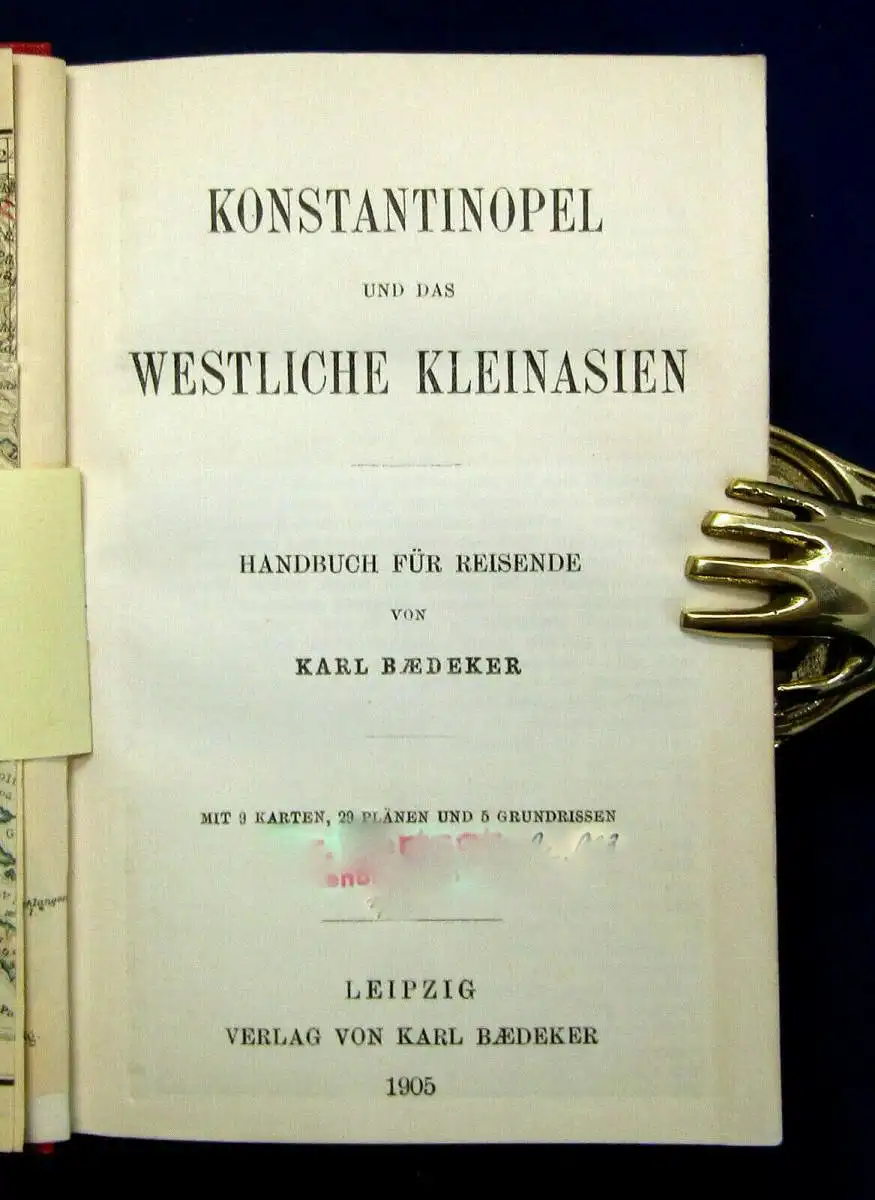 KONSTANTINOPEL
UND DAS
WESTLICHE KLEINASIEN
HANDBUCH FÜR REISENDE
VON
KARL BÆDEKER
MIT 9 KARTEN, 29 PLÄNEN UND 5 GRUNDRISSEN
LEIPZIG
VERLAG VON KARL BÆDEKER
1905